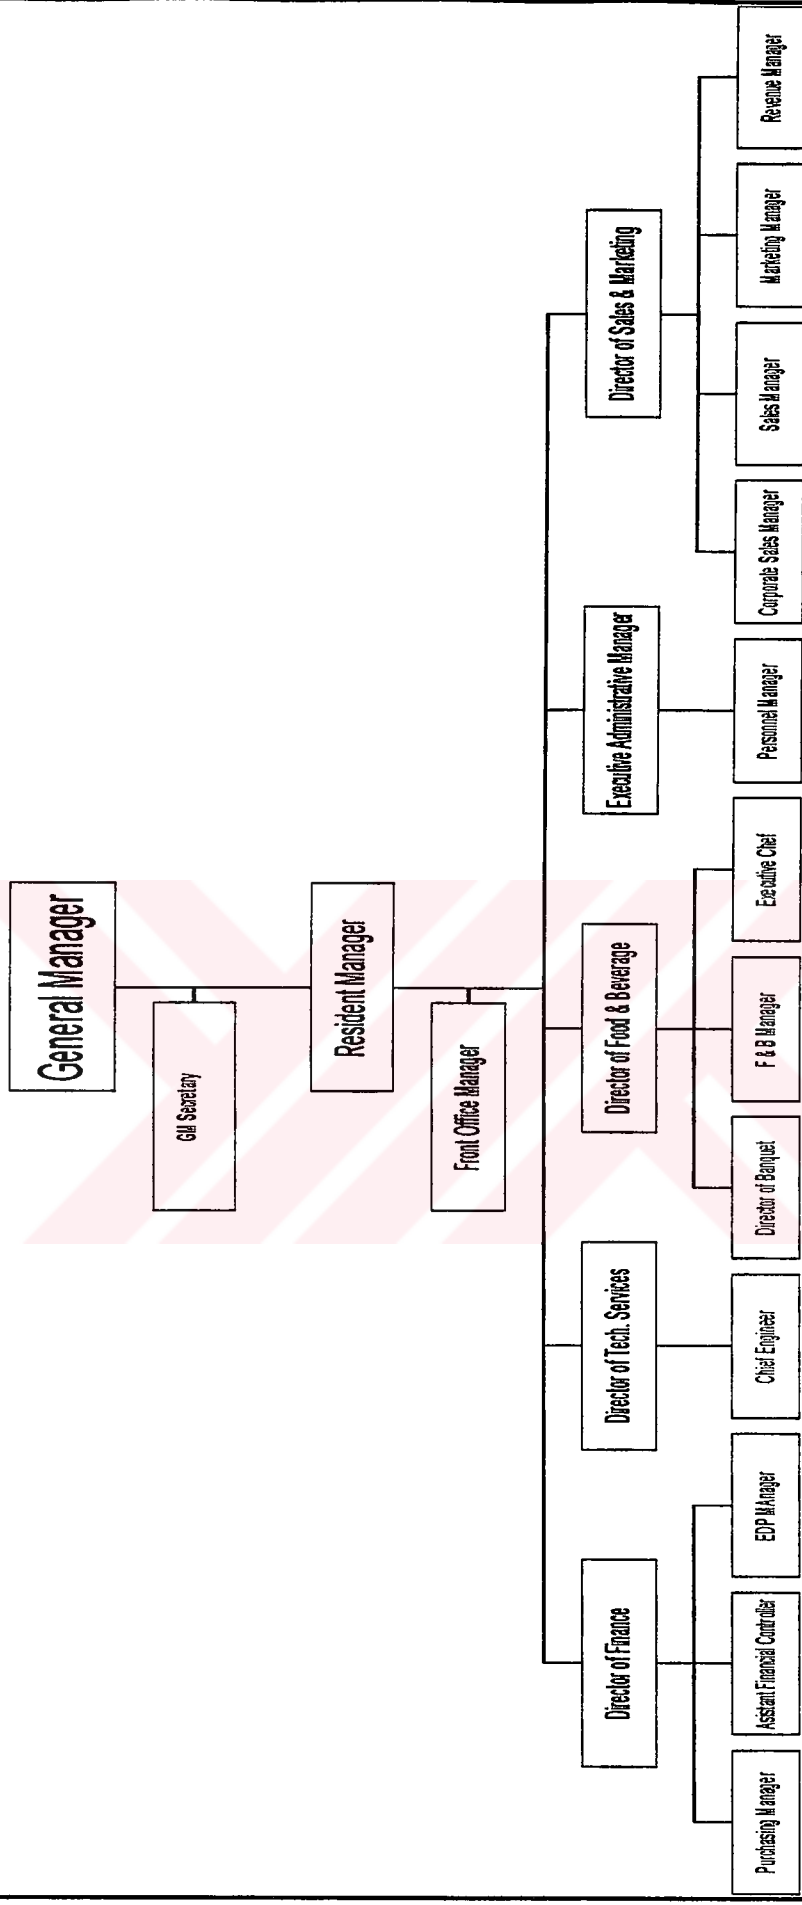 General Manager
GM Secretary
Resident Manager
Front Office Manager
Director of Finance
Director of Tech. Services
Director of Food & Beverage
Executive Administrative Manager
Director of Sales & Marketing
Purchasing Manager
Asistant Financial Controller
EDP MAnager
Chief Engineer
Director of Banquet
F & B Manager
Executive Chef
Personnel Manager
Corporate Sales Manager
Sales Manager
Marketing Manager
Revenue Manager